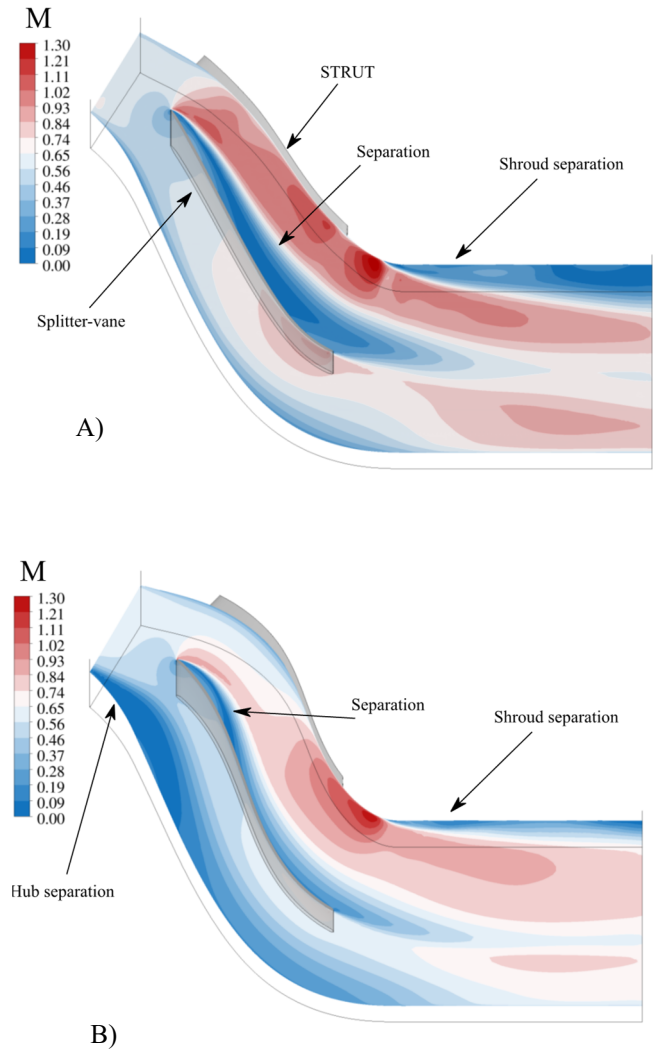 M
1.30
1.21
1.11
1.02
0.93
0.84
0.74
0.65
0.56
0.46
0.37
0.28
0.19
0.09
0.00
STRUT
Separation
Shroud separation
Splitter-vane
A)
M
1.30
1.21
1.11
1.02
0.93
0.84
0.74
0.65
0.56
0.46
0.37
0.28
0.19
0.09
0.00
Separation
Shroud separation
Hub separation
B)